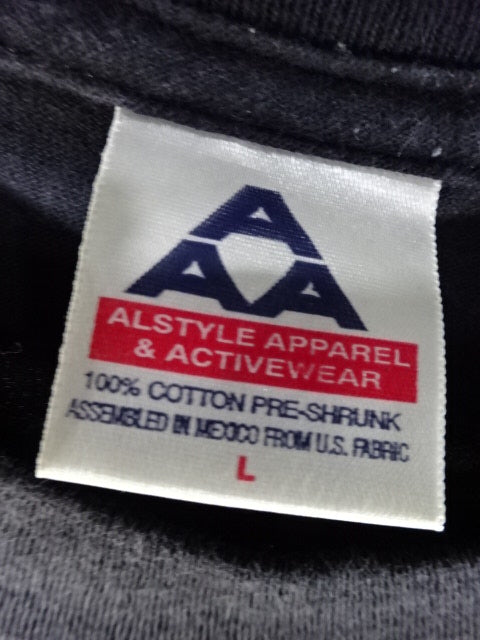 AAA
ALSTYLE APPAREL
& ACTIVEWEAR
100% COTTON PRE-SHRUNK
ASSEMBLED IN MEXICO FROM U.S. FABRIC
L